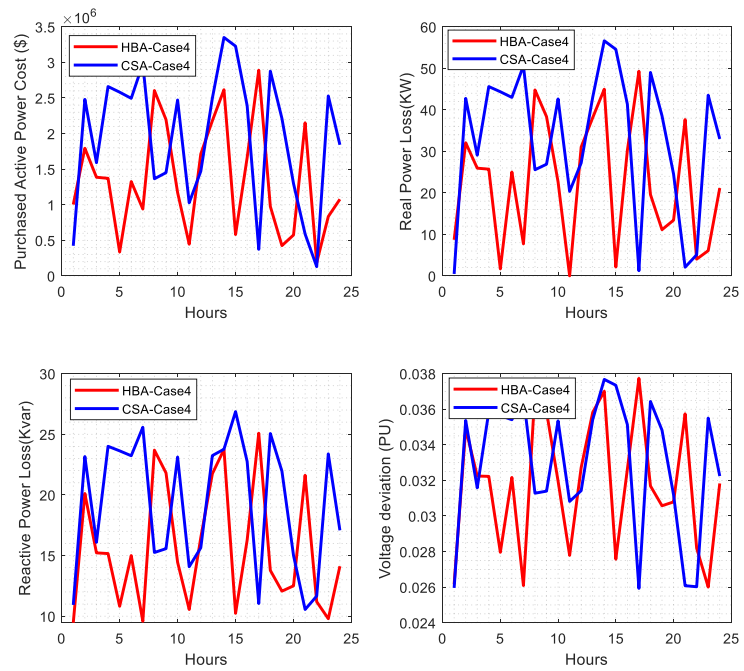 ×10^6
Purchased Active Power Cost ($)
3.5
3
2.5
2
1.5
1
0.5
0
HBA-Case4
CSA-Case4
0 5 10 15 20 25
Hours
Real Power Loss(KW)
60
50
40
30
20
10
0
HBA-Case4
CSA-Case4
0 5 10 15 20 25
Hours
Reactive Power Loss(Kvar)
30
25
20
15
10
HBA-Case4
CSA-Case4
0 5 10 15 20 25
Hours
Voltage deviation (PU)
0.038
0.036
0.034
0.032
0.03
0.028
0.026
0.024
HBA-Case4
CSA-Case4
0 5 10 15 20 25
Hours